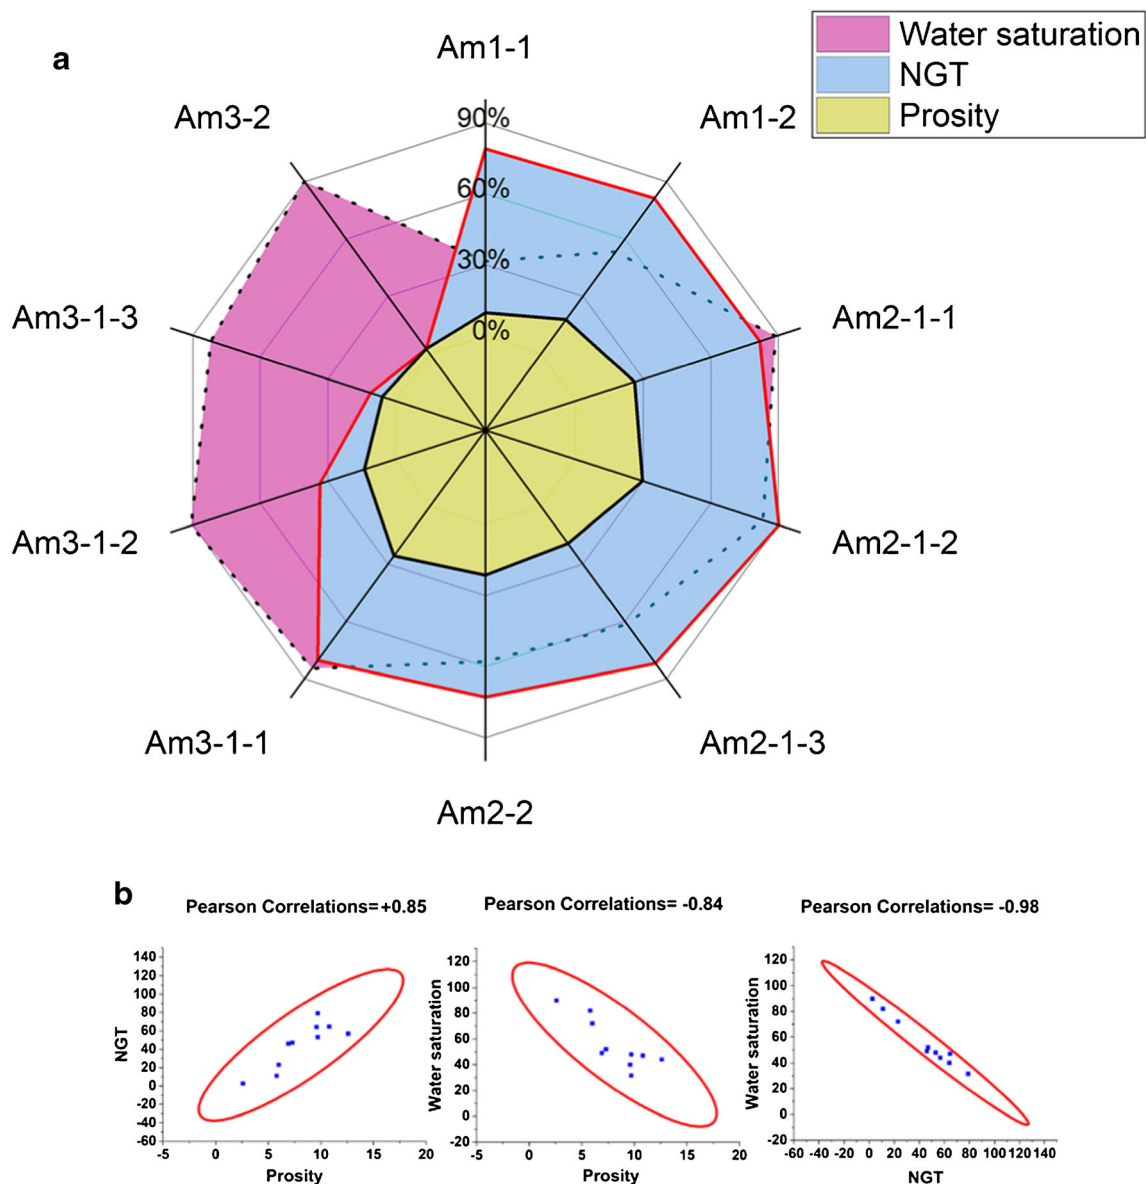 a
Water saturation
NGT
Prosity
Am1-1
Am3-2
Am1-2
90%
60%
30%
0%
Am3-1-3
Am2-1-1
Am3-1-2
Am2-1-2
Am3-1-1
Am2-1-3
Am2-2
b
Pearson Correlations= +0.85
NGT
140
120
100
80
60
40
20
0
-20
-40
-60
-5 0 5 10 15 20
Prosity
Pearson Correlations= -0.84
Water saturation
120
100
80
60
40
20
0
-20
-5 0 5 10 15 20
Prosity
Pearson Correlations= -0.98
Water saturation
120
100
80
60
40
20
0
-20
-60 -40 -20 0 20 40 60 80 100 120 140
NGT